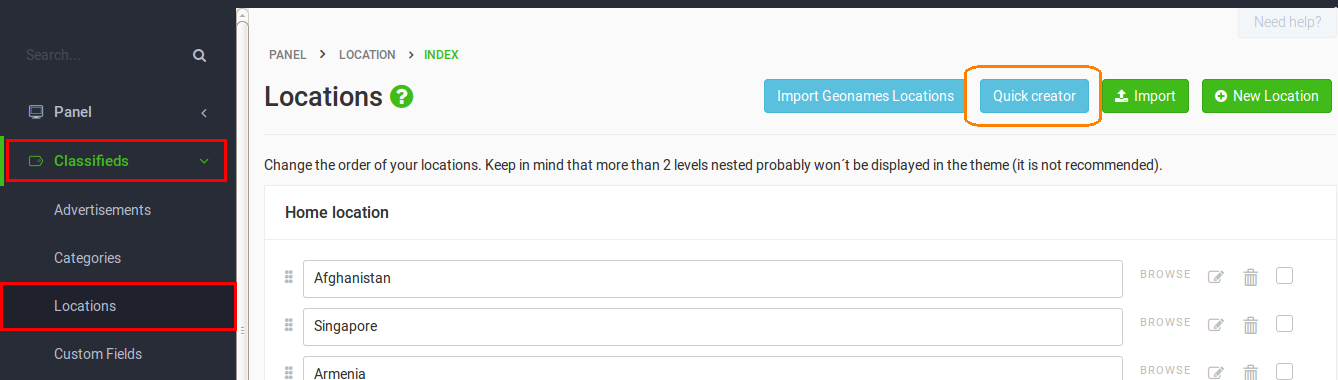 Need help?
Search...
Panel
Classifieds
Advertisements
Categories
Locations
Custom Fields
PANEL > LOCATION > INDEX
Locations ?
Import Geonames Locations
Quick creator
Import
New Location
Change the order of your locations. Keep in mind that more than 2 levels nested probably won´t be displayed in the theme (it is not recommended).
Home location
Afghanistan BROWSE
Singapore BROWSE
Armenia BROWSE